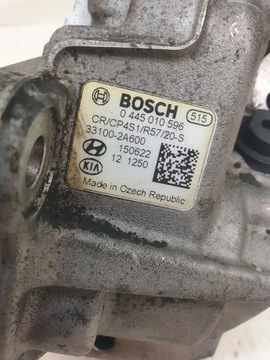 BOSCH 515
0 445 010 596
CR/CP4S1/R57/20-S
33100-2A600
150622
12 1250
KIA
Made in Czech Republic